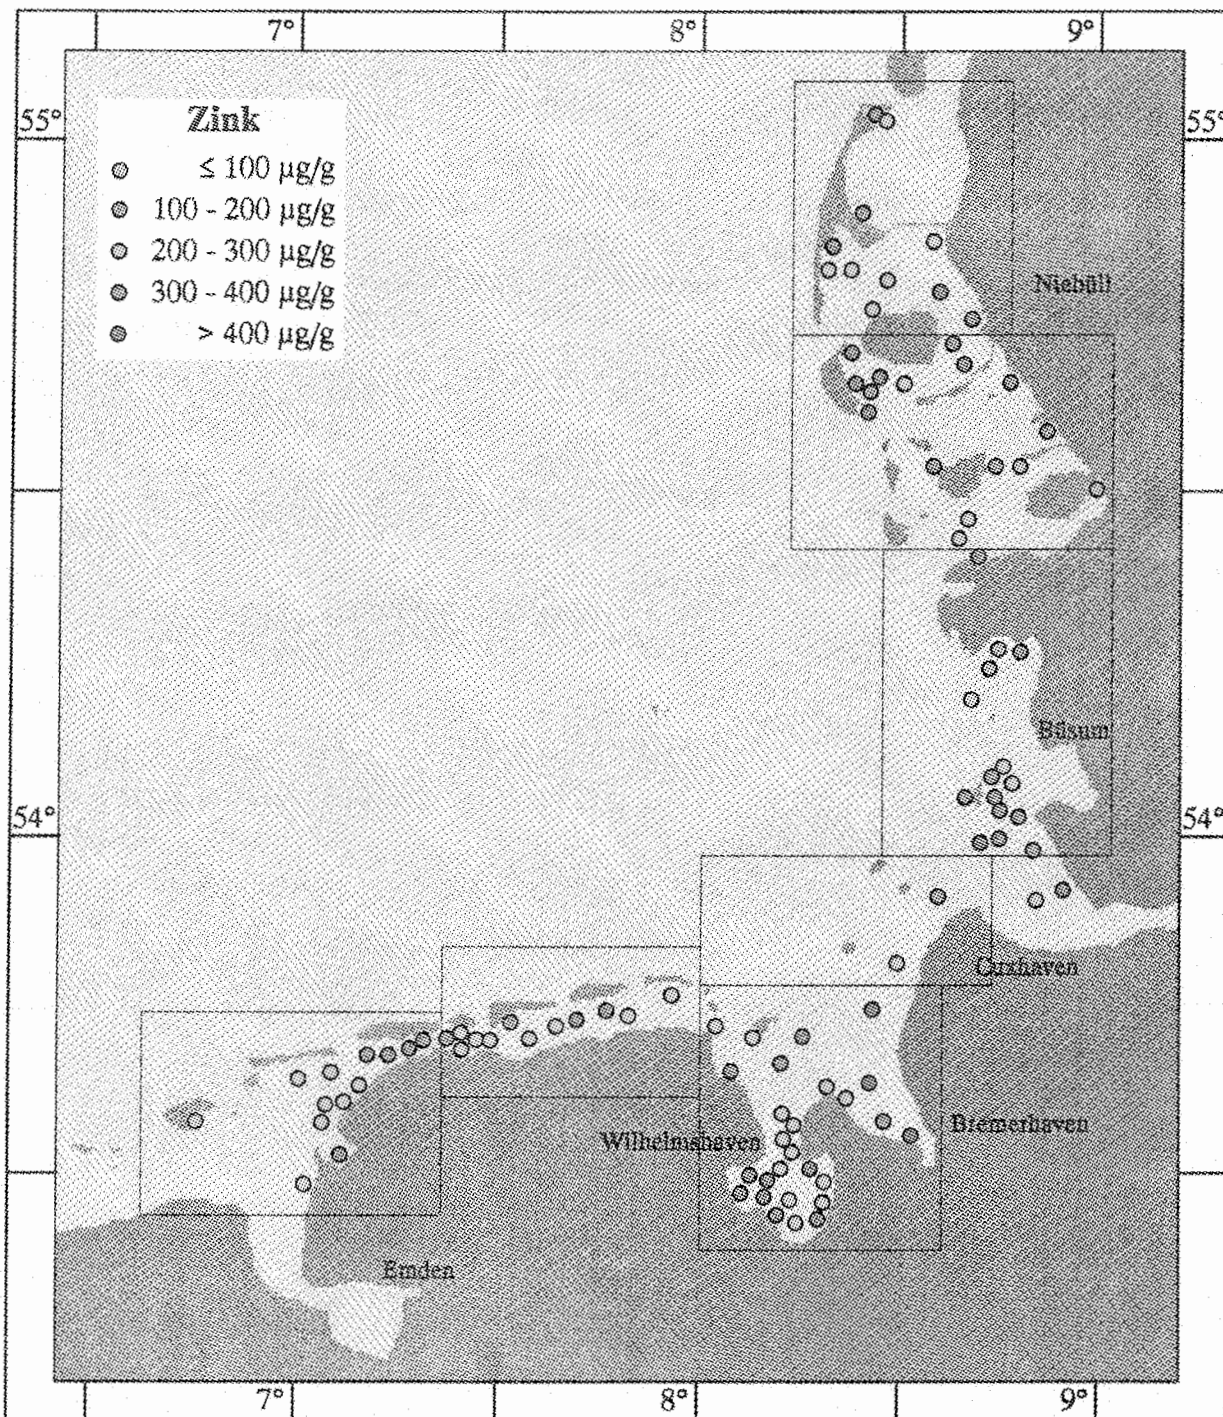 7° 8° 9°
55° 55°
Zink
≤ 100 µg/g
100 - 200 µg/g
200 - 300 µg/g
300 - 400 µg/g
> 400 µg/g
Niebüll
Büsum
54° 54°
Cuxhaven
Bremerhaven
Wilhelmshaven
Emden
7° 8° 9°